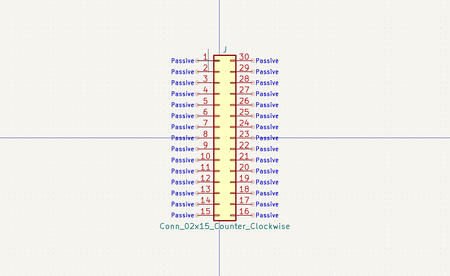 J
Passive 1 30 Passive
Passive 2 29 Passive
Passive 3 28 Passive
Passive 4 27 Passive
Passive 5 26 Passive
Passive 6 25 Passive
Passive 7 24 Passive
Passive 8 23 Passive
Passive 9 22 Passive
Passive 10 21 Passive
Passive 11 20 Passive
Passive 12 19 Passive
Passive 13 18 Passive
Passive 14 17 Passive
Passive 15 16 Passive
Conn_02x15_Counter_Clockwise